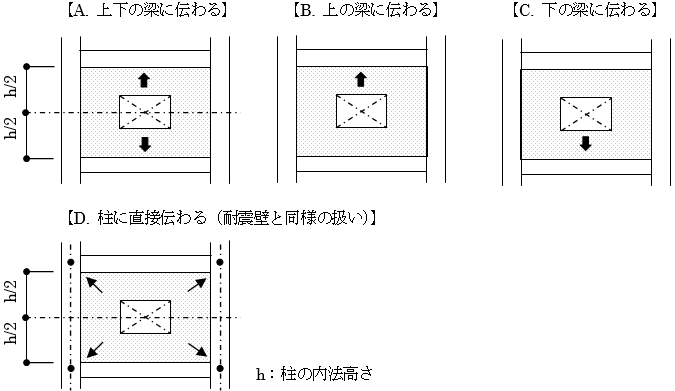 【A. 上下の梁に伝わる】
【B. 上の梁に伝わる】
【C. 下の梁に伝わる】
h/2
h/2
【D. 柱に直接伝わる（耐震壁と同様の扱い）】
h/2
h/2
h：柱の内法高さ